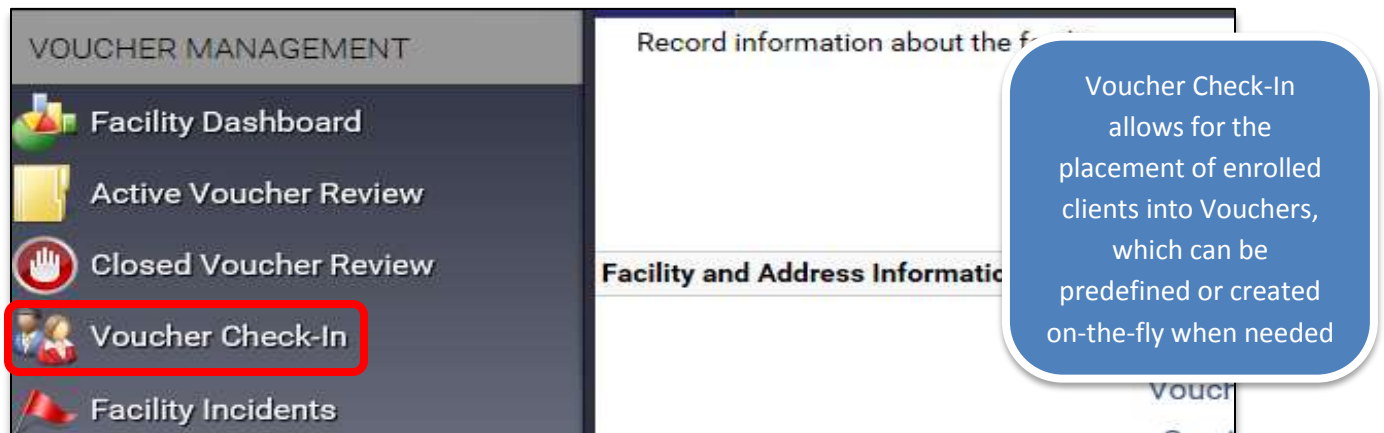 VOUCHER MANAGEMENT
Facility Dashboard
Active Voucher Review
Closed Voucher Review
Voucher Check-In
Facility Incidents
Record information about the
Facility and Address
Voucher Check-In
allows for the
placement of enrolled
clients into Vouchers,
which can be
predefined or created
on-the-fly when needed